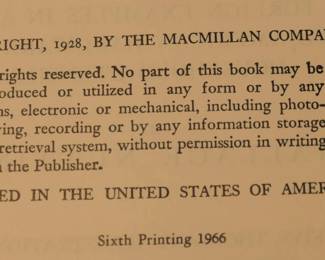 RIGHT, 1928, BY THE MACMILLAN COMPA
rights reserved. No part of this book may be
roduced or utilized in any form or by any
ns, electronic or mechanical, including photo-
ying, recording or by any information storage
retrieval system, without permission in writing
n the Publisher.
ED IN THE UNITED STATES OF AMER
Sixth Printing 1966